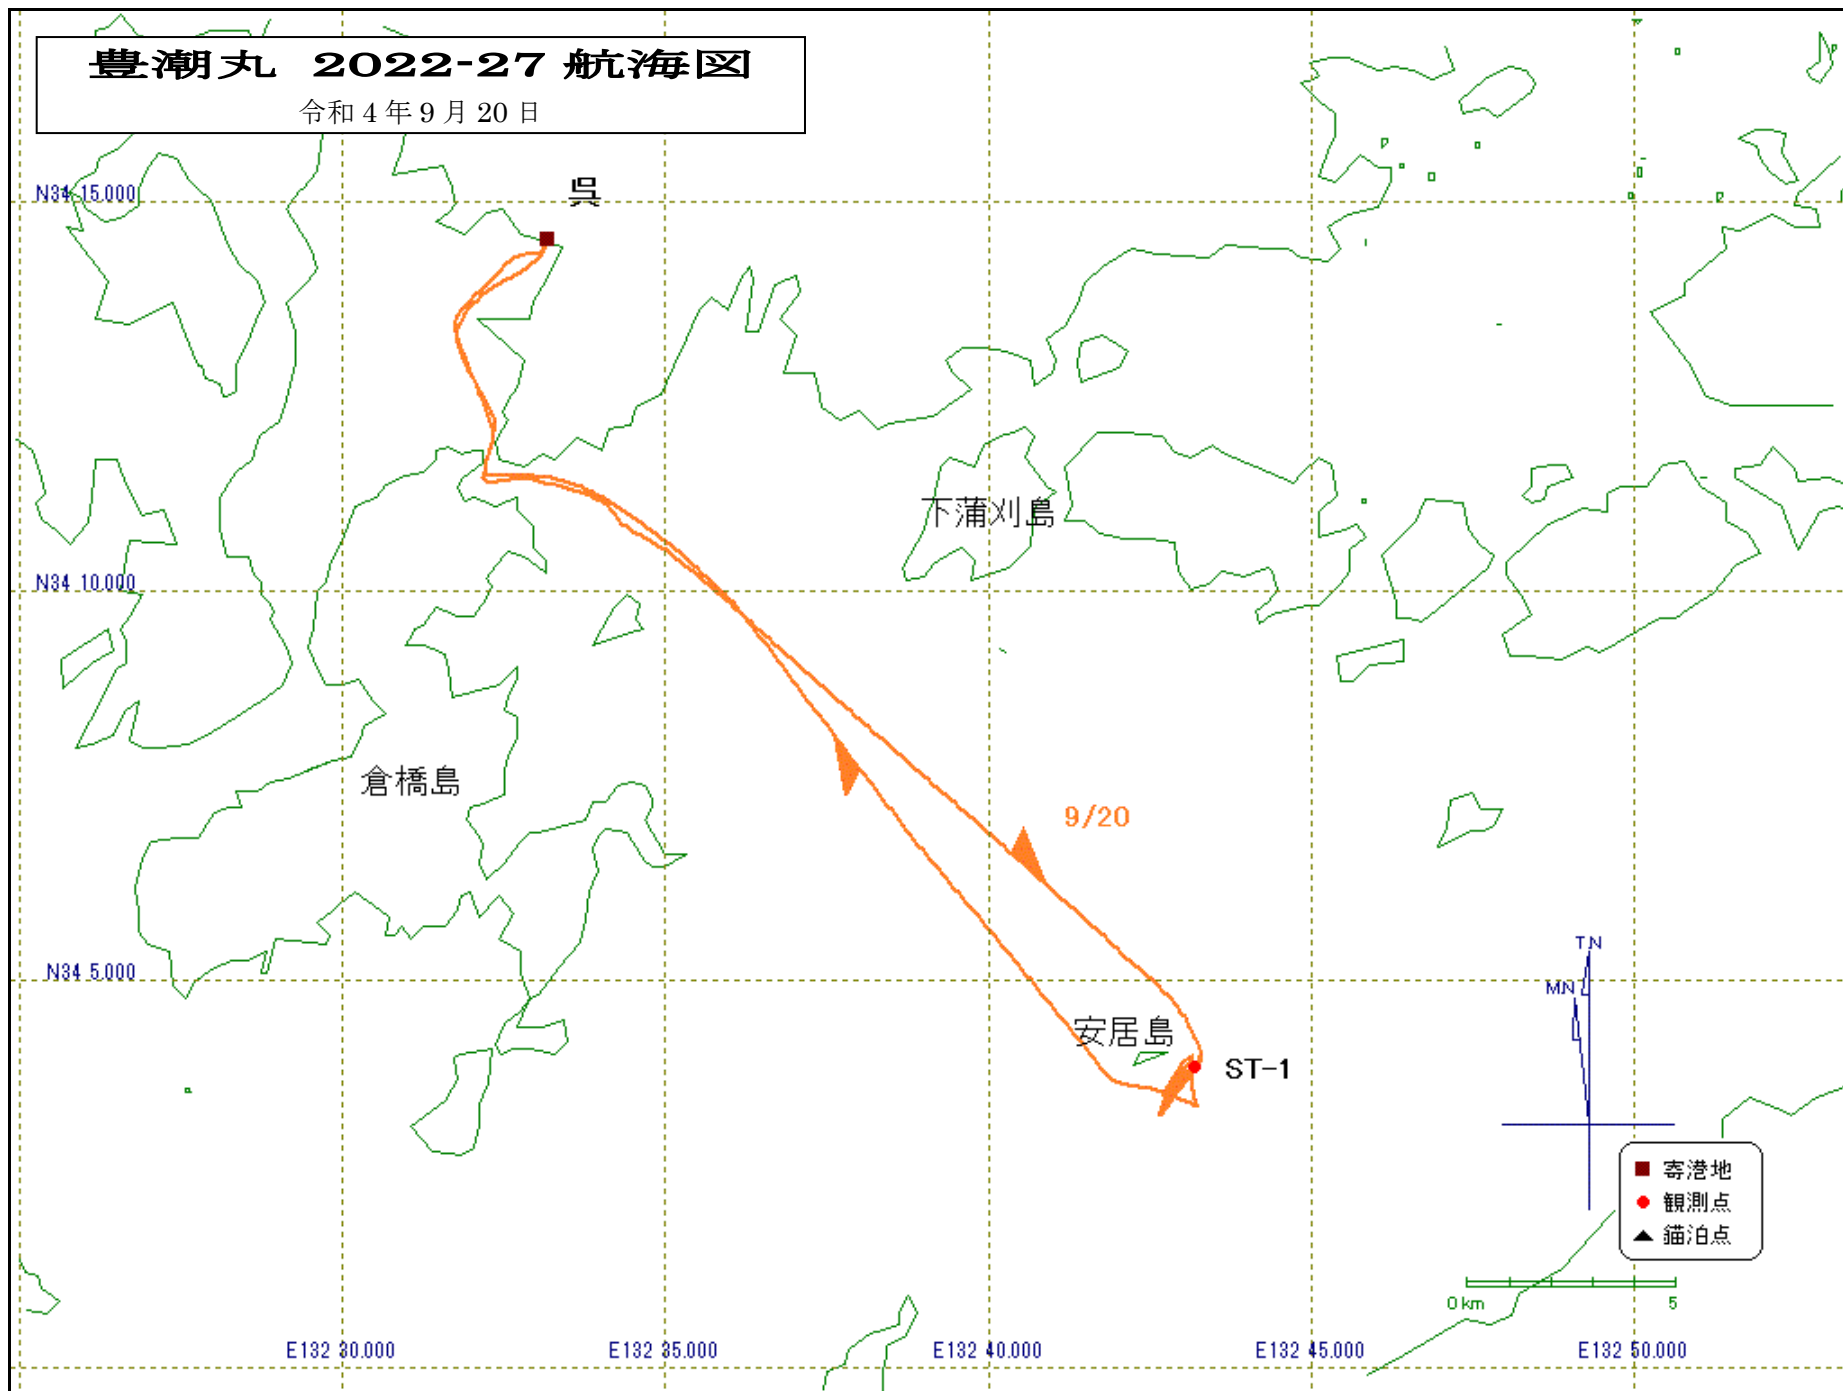 豊潮丸 2022-27 航海図
令和 4 年 9 月 20 日
呉
N34 15.000
下蒲刈島
N34 10.000
倉橋島
9/20
T.N
N34 5.000
M.N
安居島
ST-1
寄港地
観測点
錨泊点
0 km 5
E132 30.000 E132 35.000 E132 40.000 E132 45.000 E132 50.000